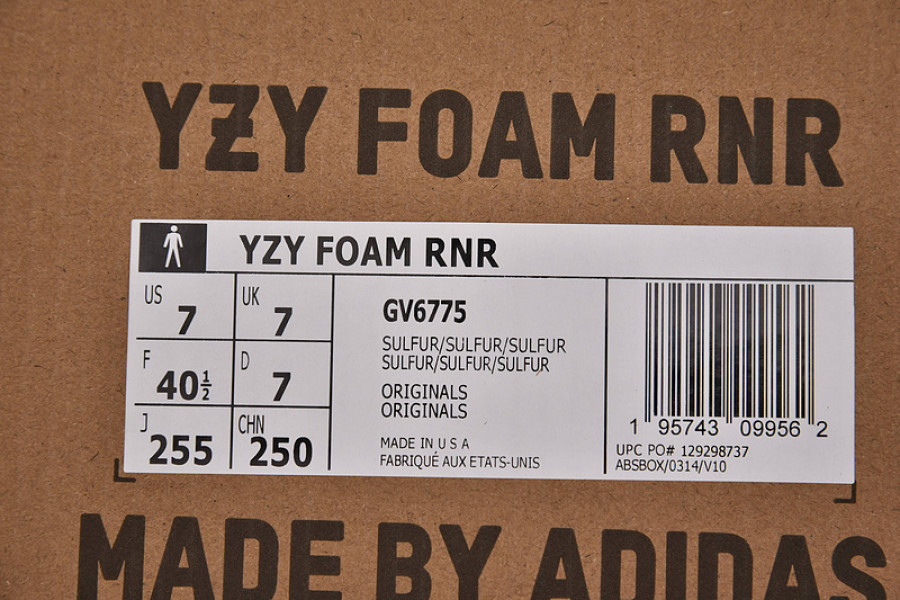 YZY FOAM RNR
YZY FOAM RNR
US 7
UK 7
F 40½
D 7
J 255
CHN 250
GV6775
SULFUR/SULFUR/SULFUR
SULFUR/SULFUR/SULFUR
ORIGINALS
ORIGINALS
MADE IN U S A
FABRIQUÉ AUX ETATS-UNIS
1 95743 09956 2
UPC PO# 129298737
ABSBOX/0314/V10
MADE BY ADIDAS